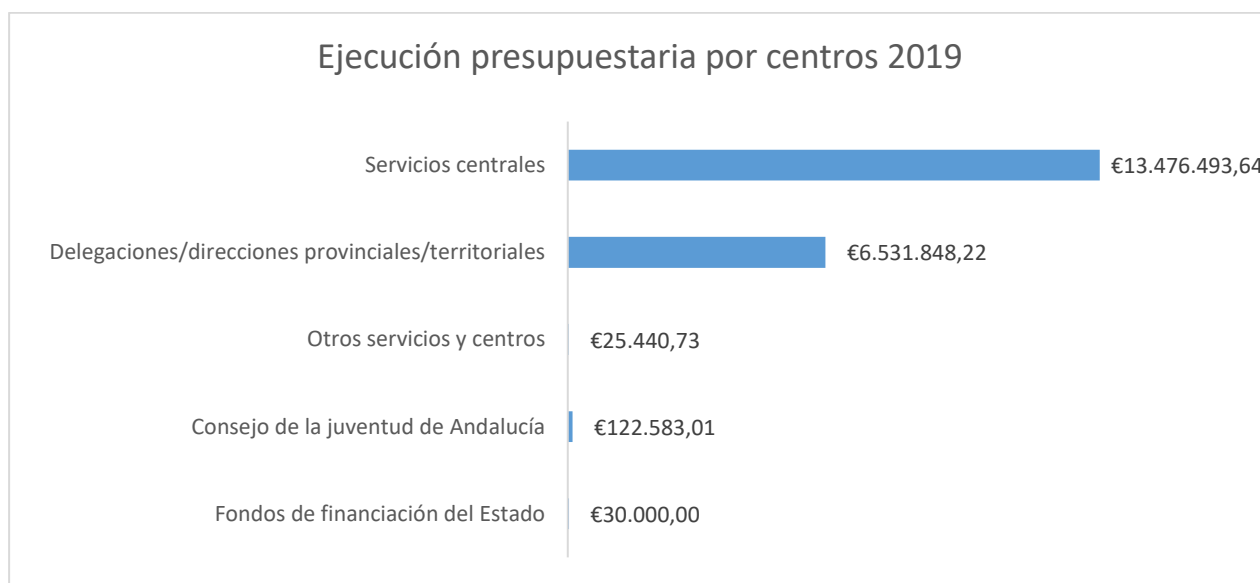 Ejecución presupuestaria por centros 2019
Servicios centrales
€13.476.493,64
Delegaciones/direcciones provinciales/territoriales
€6.531.848,22
Otros servicios y centros
€25.440,73
Consejo de la juventud de Andalucía
€122.583,01
Fondos de financiación del Estado
€30.000,00